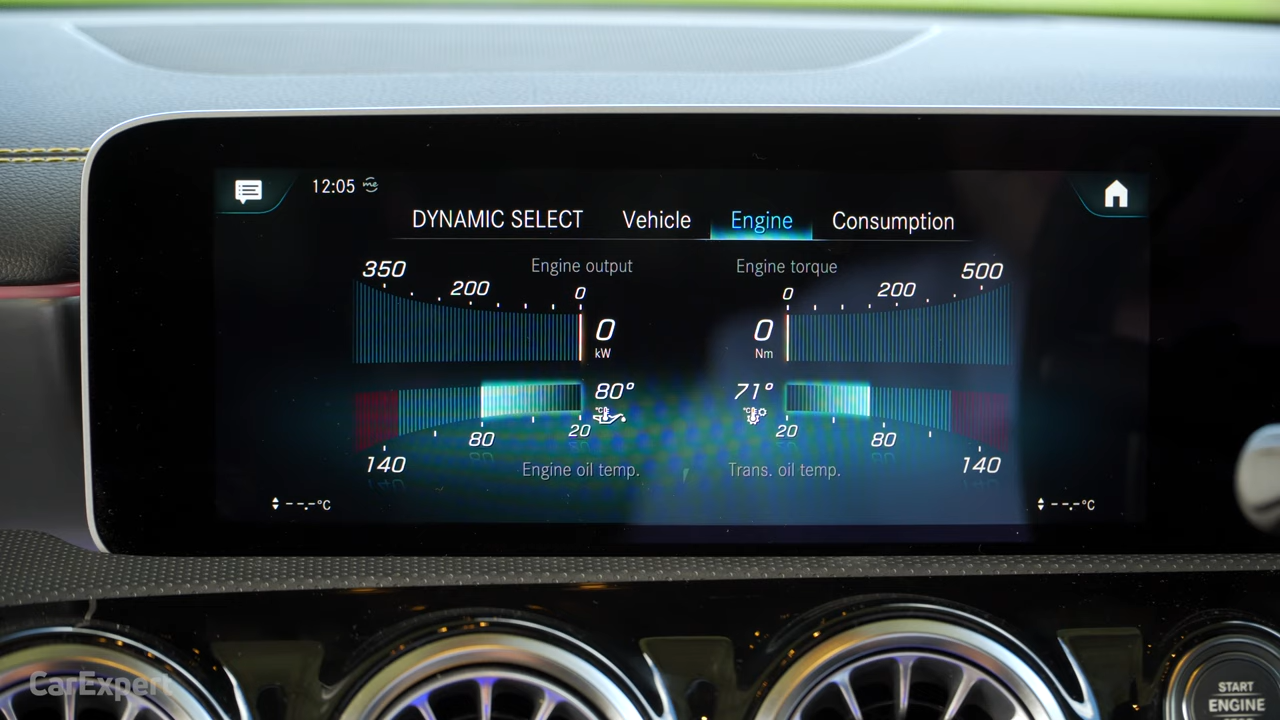 12:05 me
DYNAMIC SELECT Vehicle Engine Consumption
Engine output Engine torque
350 200 0 0 200 500
0 kW 0 Nm
80° 71°
°C °C
140 80 20 20 80 140
Engine oil temp. Trans. oil temp.
--.-°C --.-°C
CarExpert
START
ENGINE